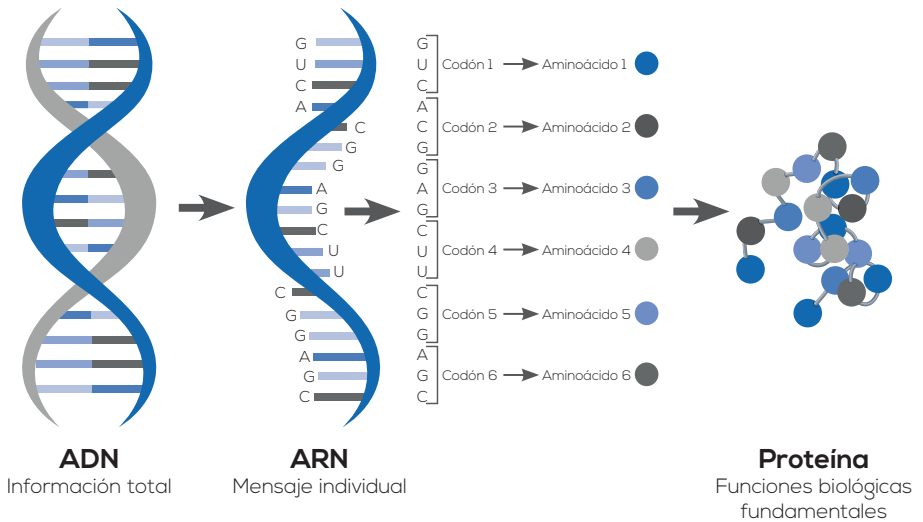 G
U
C
A
C
G
G
A
G
C
U
U
C
G
G
A
G
C
G
U
C
Codón 1
Aminoácido 1
A
C
G
Codón 2
Aminoácido 2
G
A
G
Codón 3
Aminoácido 3
C
U
U
Codón 4
Aminoácido 4
C
G
G
Codón 5
Aminoácido 5
A
G
C
Codón 6
Aminoácido 6
ADN
Información total
ARN
Mensaje individual
Proteína
Funciones biológicas
fundamentales